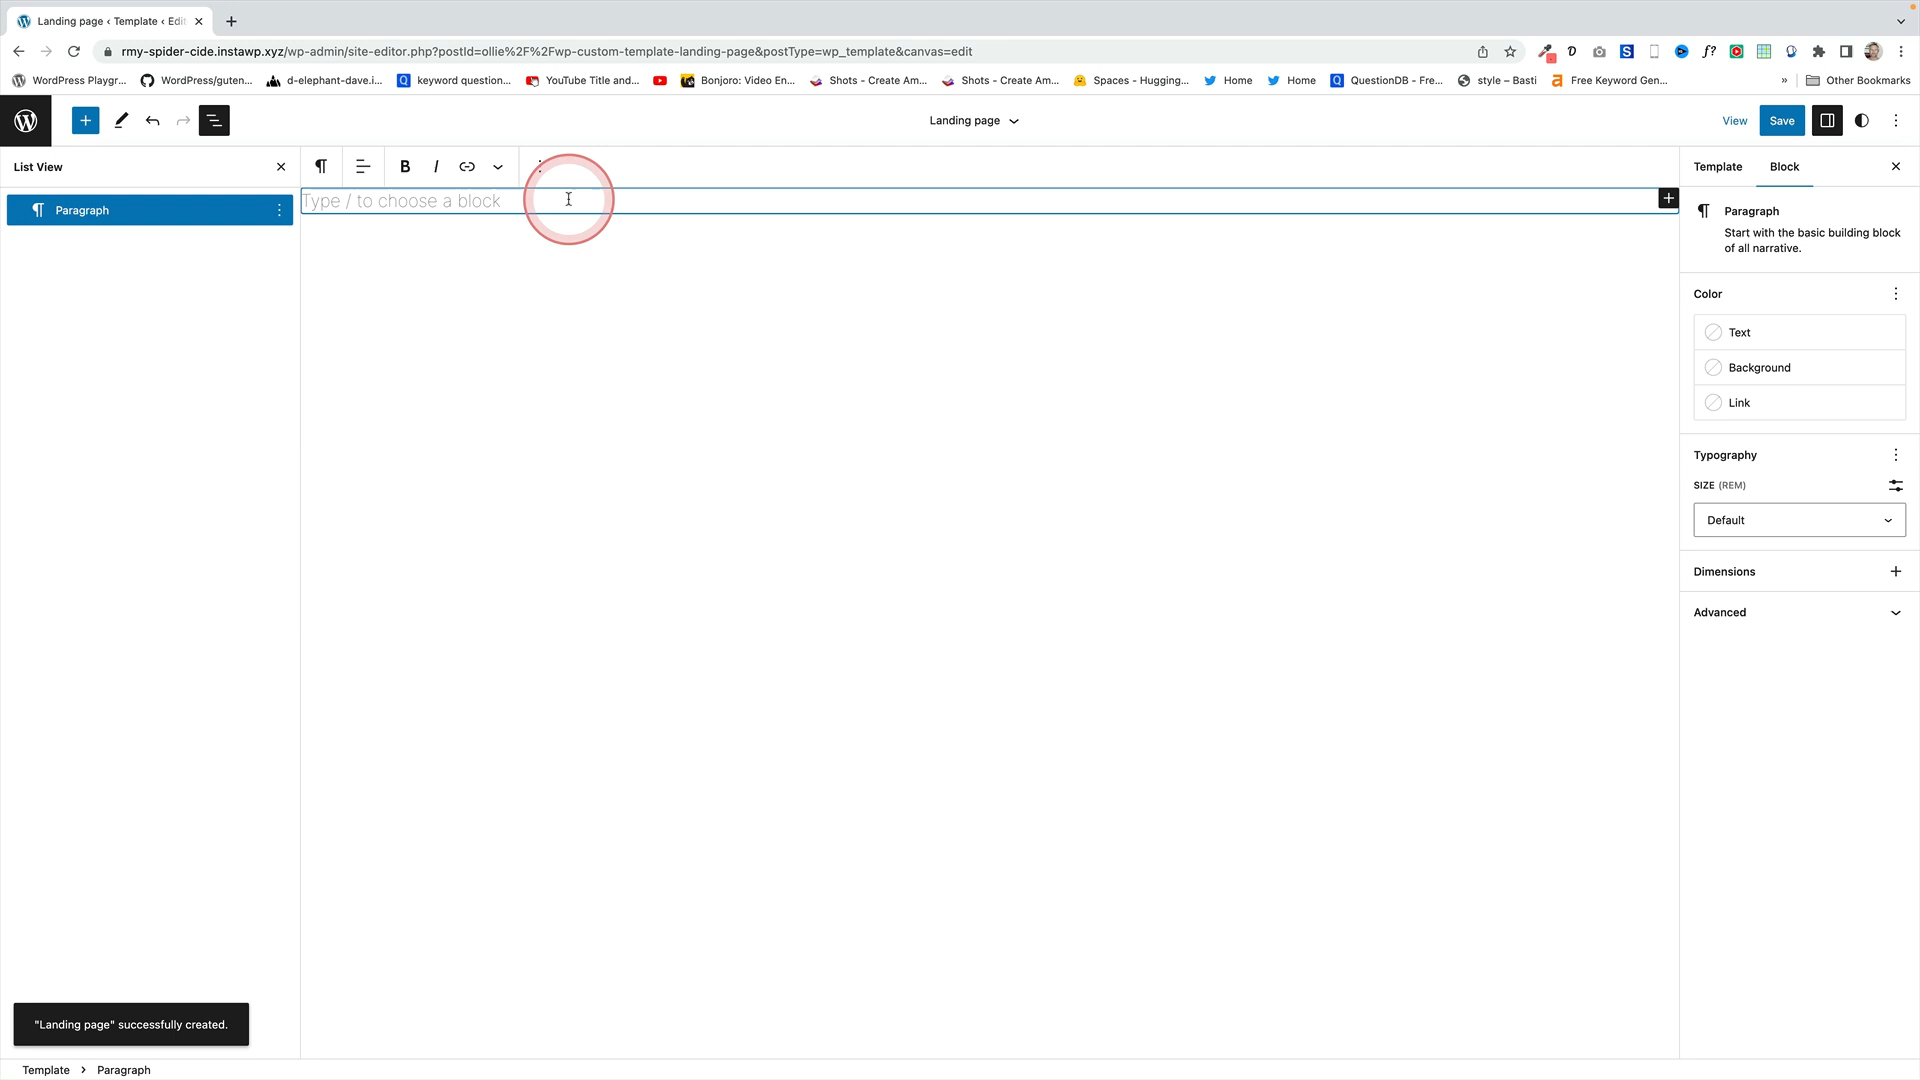 Landing page ‹ Template ‹ Edit
rmy-spider-cide.instawp.xyz/wp-admin/site-editor.php?postId=ollie%2F%2Fwp-custom-template-landing-page&postType=wp_template&canvas=edit
WordPress Playgr... WordPress/guten... d-elephant-dave.i... keyword question... YouTube Title and... Bonjoro: Video En... Shots - Create Am... Shots - Create Am... Spaces - Hugging... Home Home QuestionDB - Fre... style – Basti Free Keyword Gen... » Other Bookmarks
Landing page
View Save
List View
Template Block
Paragraph
Type / to choose a block
Paragraph
Start with the basic building block
of all narrative.
Color
Text
Background
Link
Typography
SIZE (REM)
Default
Dimensions
Advanced
"Landing page" successfully created.
Template > Paragraph